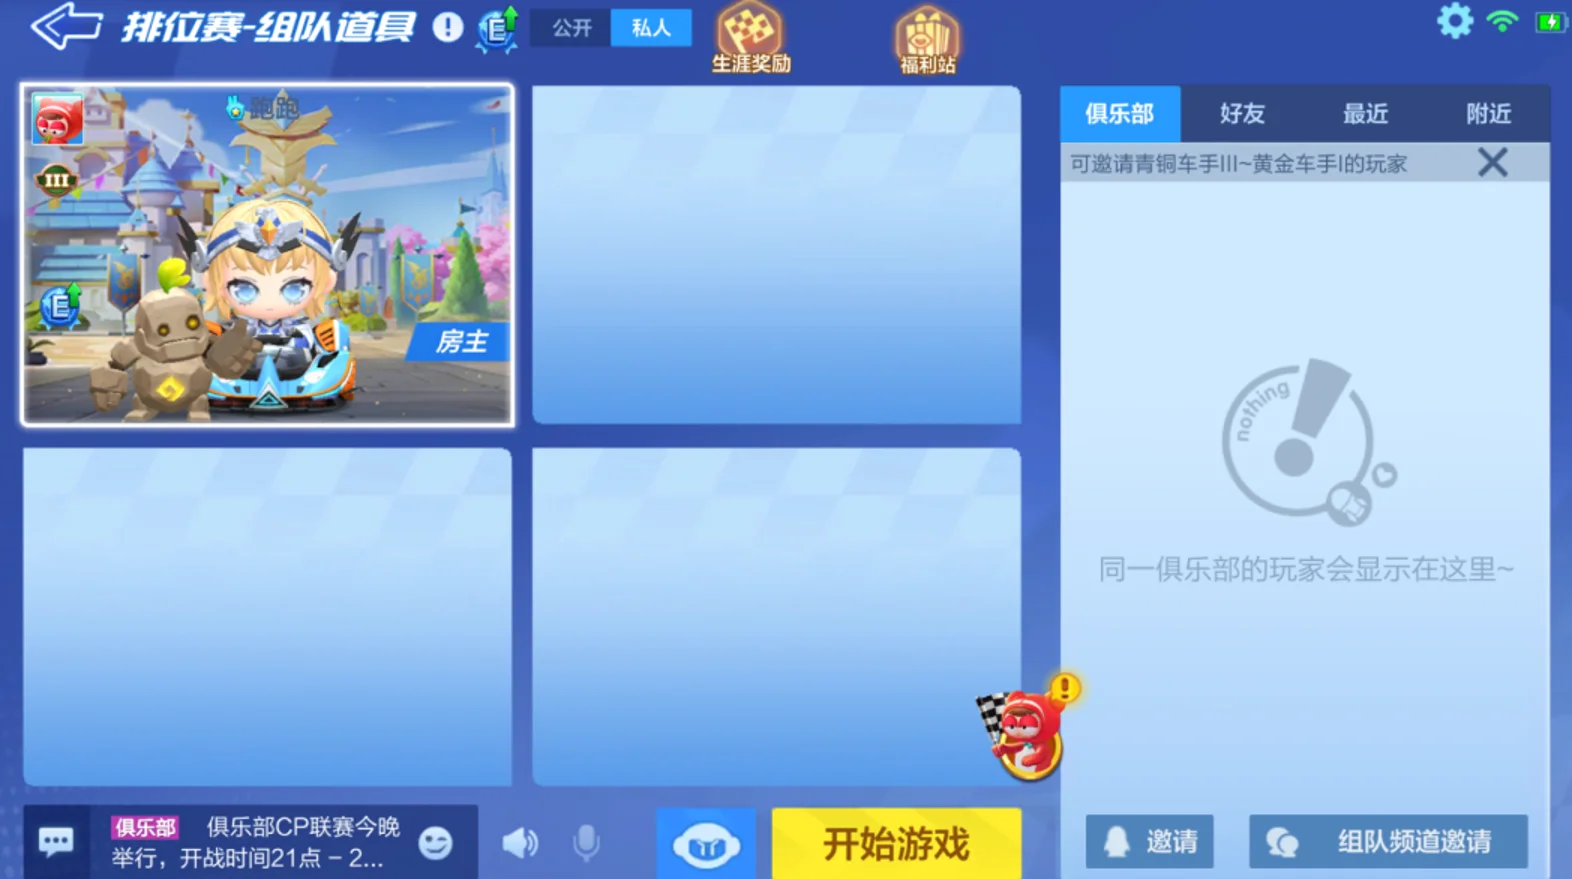 排位赛-组队道具
E
公开
私人
生涯奖励
福利站
跑跑
III
E
房主
俱乐部
好友
最近
附近
可邀请青铜车手III~黄金车手I的玩家
nothing
同一俱乐部的玩家会显示在这里~
俱乐部 俱乐部CP联赛今晚
举行，开战时间21点 – 2...
开始游戏
邀请
组队频道邀请